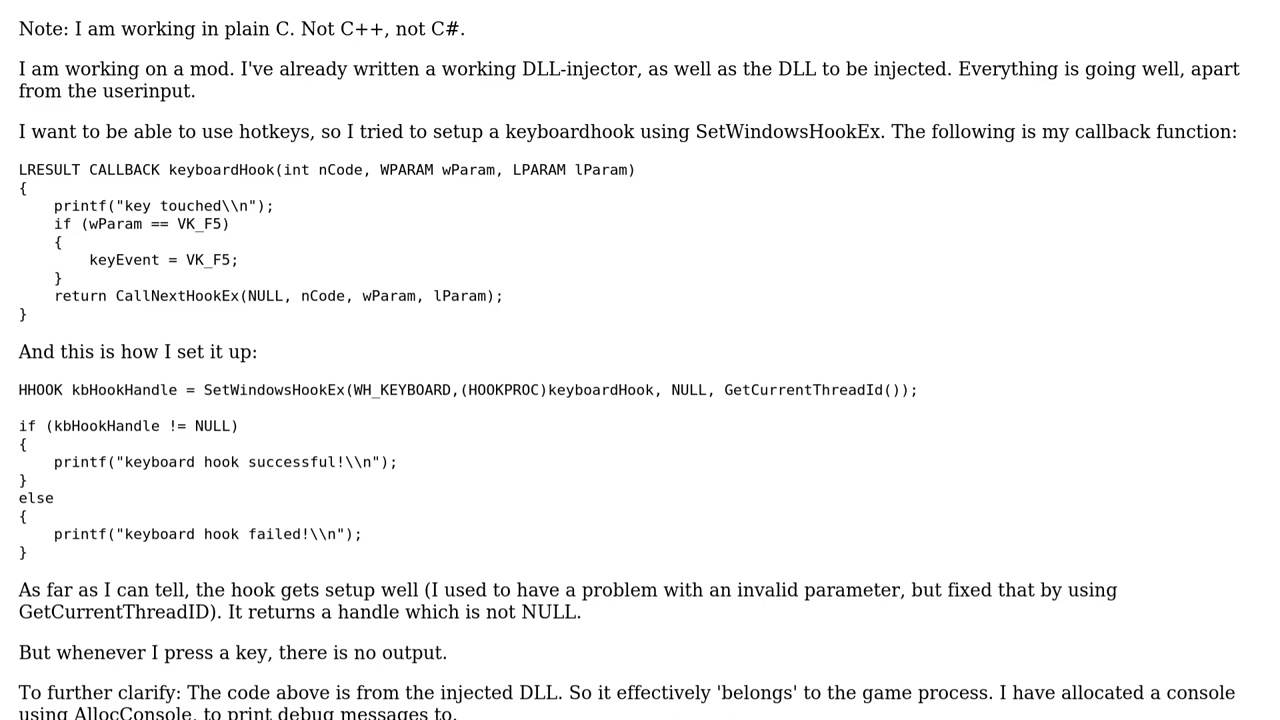 Note: I am working in plain C. Not C++, not C#.
I am working on a mod. I've already written a working DLL-injector, as well as the DLL to be injected. Everything is going well, apart
from the userinput.
I want to be able to use hotkeys, so I tried to setup a keyboardhook using SetWindowsHookEx. The following is my callback function:
LRESULT CALLBACK keyboardHook(int nCode, WPARAM wParam, LPARAM lParam)
{
    printf("key touched\\n");
    if (wParam == VK_F5)
    {
        keyEvent = VK_F5;
    }
    return CallNextHookEx(NULL, nCode, wParam, lParam);
}
And this is how I set it up:
HHOOK kbHookHandle = SetWindowsHookEx(WH_KEYBOARD,(HOOKPROC)keyboardHook, NULL, GetCurrentThreadId());
if (kbHookHandle != NULL)
{
    printf("keyboard hook successful!\\n");
}
else
{
    printf("keyboard hook failed!\\n");
}
As far as I can tell, the hook gets setup well (I used to have a problem with an invalid parameter, but fixed that by using
GetCurrentThreadID). It returns a handle which is not NULL.
But whenever I press a key, there is no output.
To further clarify: The code above is from the injected DLL. So it effectively 'belongs' to the game process. I have allocated a console
using AllocConsole, to print debug messages to.